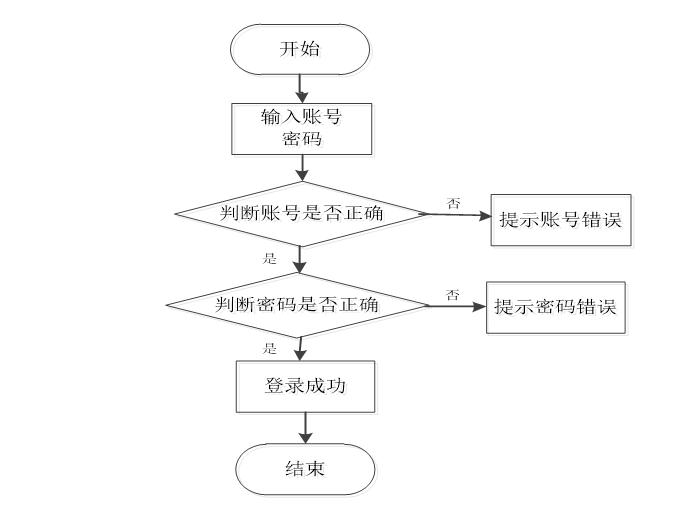 开始
输入账号
密码
判断账号是否正确
否
提示账号错误
是
判断密码是否正确
否
提示密码错误
是
登录成功
结束